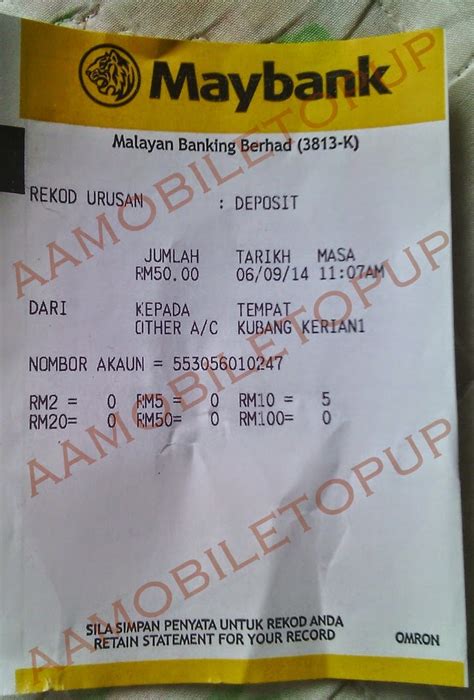 Maybank
Malayan Banking Berhad (3813-K)
REKOD URUSAN : DEPOSIT
JUMLAH TARIKH MASA
RM50.00 06/09/14 11:07AM
DARI KEPADA TEMPAT
OTHER A/C KUBANG KERIAN1
NOMBOR AKAUN = 553056010247
RM2 = 0 RM5 = 0 RM10 = 5
RM20= 0 RM50= 0 RM100= 0
SILA SIMPAN PENYATA UNTUK REKOD ANDA
RETAIN STATEMENT FOR YOUR RECORD OMRON
AAMOBILETOPUP
AAMOBILETOPUP
AAMOBILETOPUP